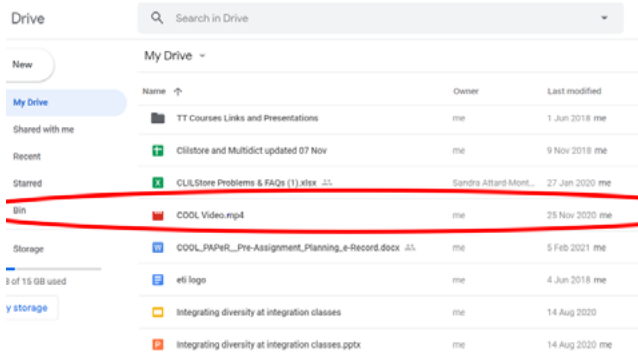 Drive
Search in Drive
New
My Drive
Shared with me
Recent
Starred
Bin
Storage
of 15 GB used
storage
My Drive
Name Owner Last modified
TT Courses Links and Presentations me 1 Jun 2018 me
Clilstore and Multidict updated 07 Nov me 9 Nov 2018 me
CLILStore Problems & FAQs (1).xlsx Sandra Attard-Mont... 27 Jan 2020 me
COOL Video.mp4 me 25 Nov 2020 me
COOL_PAPeR__Pre-Assignment_Planning_e-Record.docx me 5 Feb 2021 me
eti logo me 4 Jun 2018 me
Integrating diversity at integration classes me 14 Aug 2020
Integrating diversity at integration classes.pptx me 14 Aug 2020 me